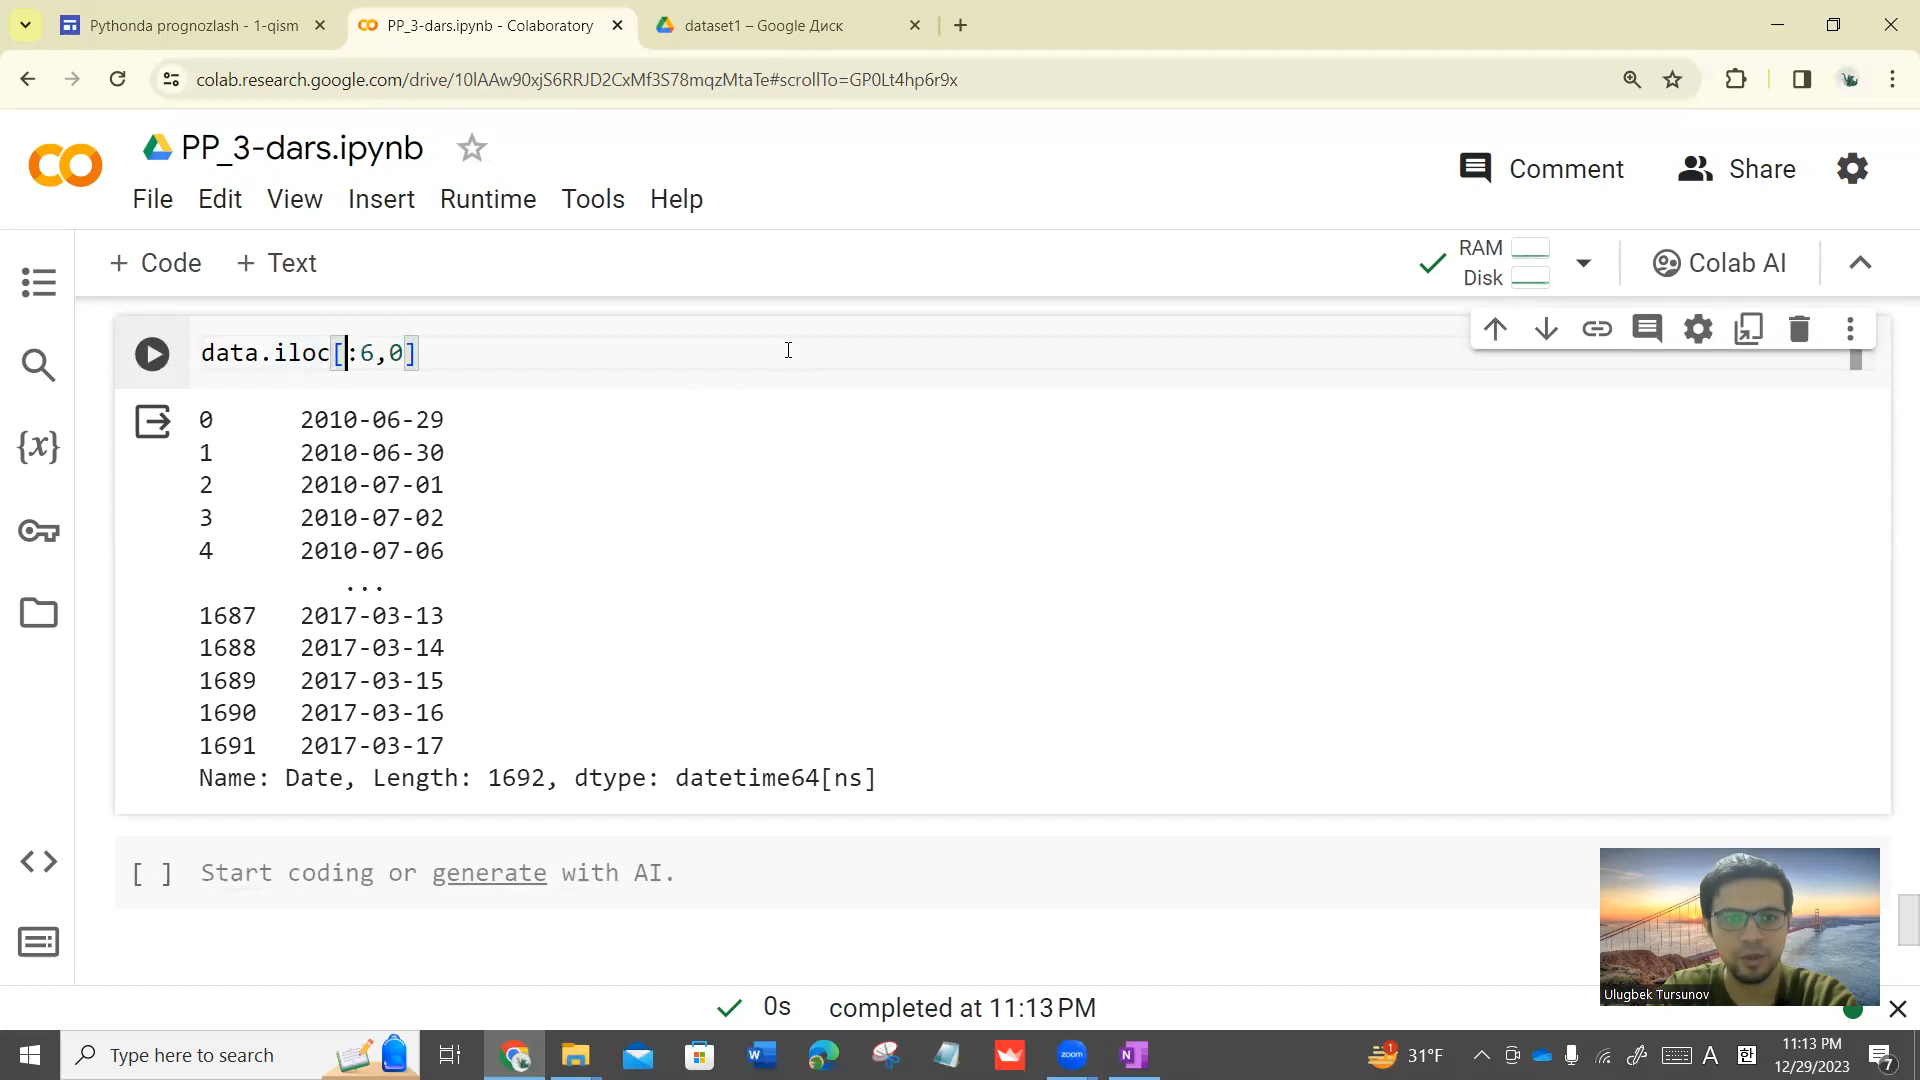 Pythonda prognozlash - 1-qism
PP_3-dars.ipynb - Colaboratory
dataset1 – Google Диск
colab.research.google.com/drive/10lAAw90xjS6RRJD2CxMf3S78mqzMtaTe#scrollTo=GP0Lt4hp6r9x
PP_3-dars.ipynb
Comment
Share
File Edit View Insert Runtime Tools Help
+ Code + Text
RAM
Disk
Colab AI
data.iloc[:6,0]
0 2010-06-29
1 2010-06-30
2 2010-07-01
3 2010-07-02
4 2010-07-06
...
1687 2017-03-13
1688 2017-03-14
1689 2017-03-15
1690 2017-03-16
1691 2017-03-17
Name: Date, Length: 1692, dtype: datetime64[ns]
[ ] Start coding or generate with AI.
Ulugbek Tursunov
0s completed at 11:13 PM
Type here to search
zoom
1
31°F
A
한
11:13 PM
12/29/2023
7